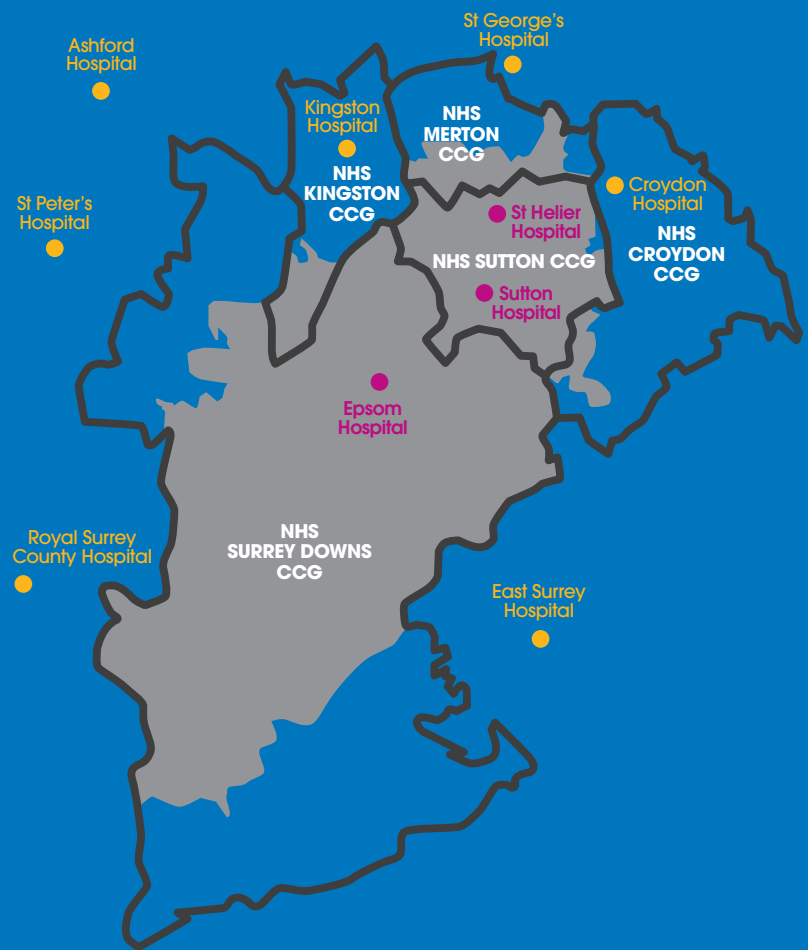 St George's
Hospital
Ashford
Hospital
Kingston
Hospital
NHS
MERTON
CCG
NHS
KINGSTON
CCG
Croydon
Hospital
St Peter's
Hospital
St Helier
Hospital
NHS
CROYDON
CCG
NHS SUTTON CCG
Sutton
Hospital
Epsom
Hospital
NHS
SURREY DOWNS
CCG
Royal Surrey
County Hospital
East Surrey
Hospital